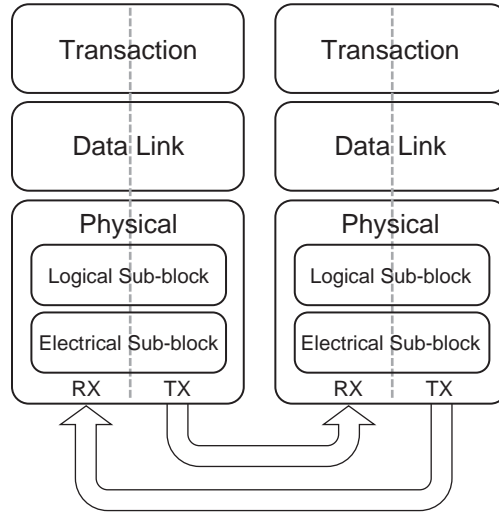 Transaction
Data Link
Physical
Logical Sub-block
Electrical Sub-block
RX TX
Transaction
Data Link
Physical
Logical Sub-block
Electrical Sub-block
RX TX